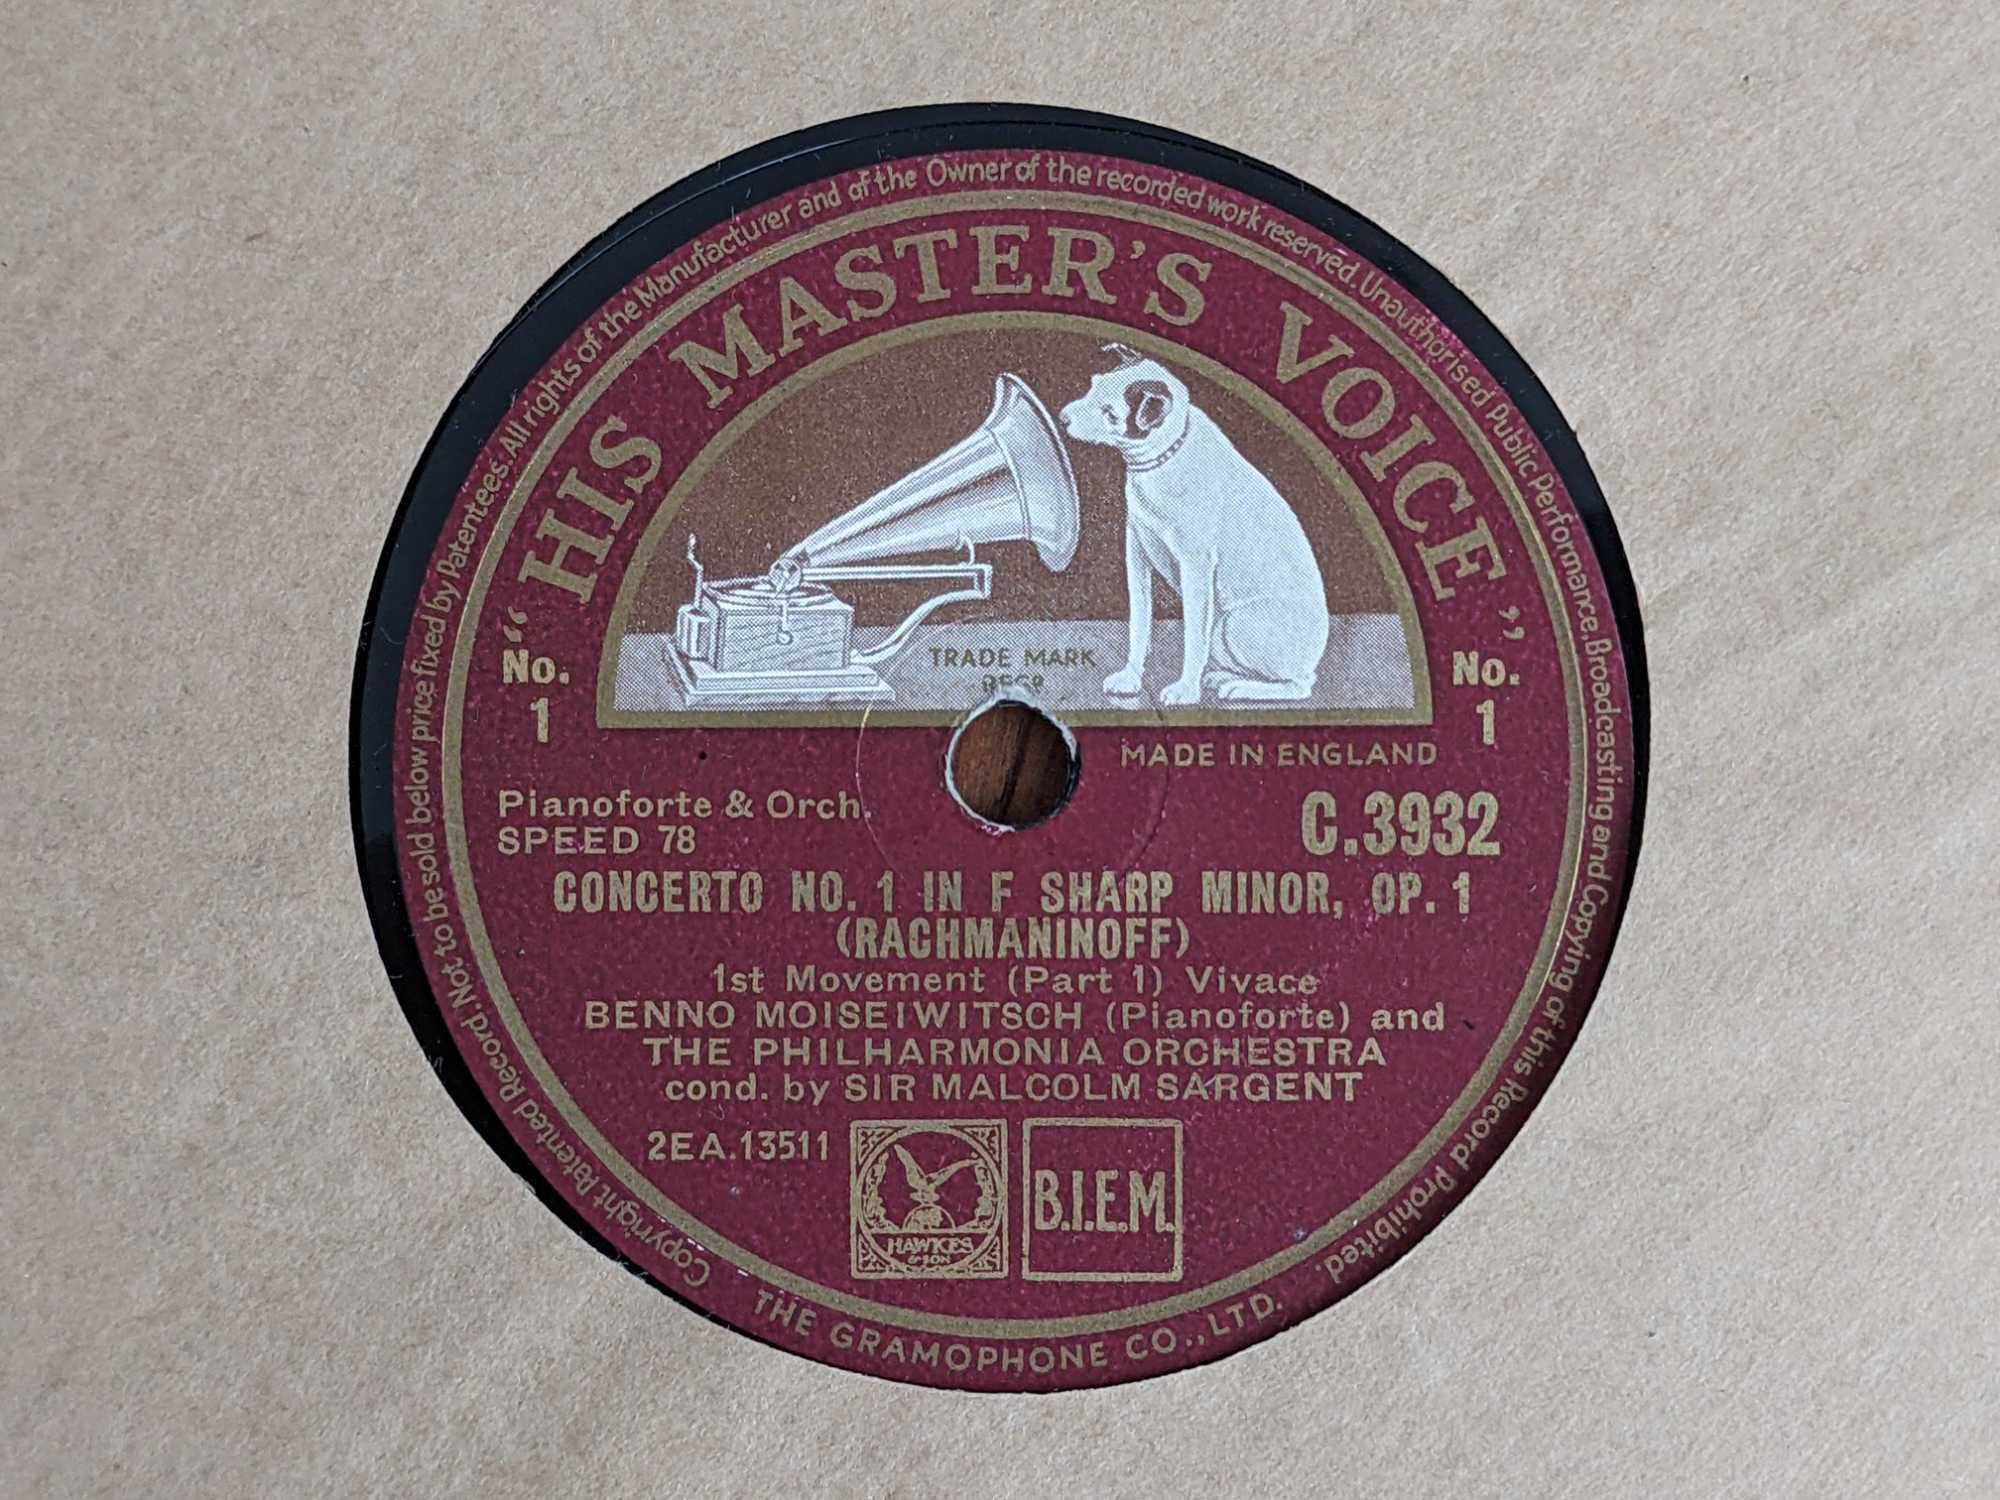 Copyright Patented Record. Not to be sold below price fixed by Patentees. All rights of the Manufacturer and of the Owner of the recorded work reserved. Unauthorised Public Performance, Broadcasting and Copying of this Record Prohibited.
"HIS MASTER'S VOICE"
TRADE MARK
REGD
No.
1
No.
1
MADE IN ENGLAND
Pianoforte & Orch.
SPEED 78
C.3932
CONCERTO NO. 1 IN F SHARP MINOR, OP. 1
(RACHMANINOFF)
1st Movement (Part 1) Vivace
BENNO MOISEIWITSCH (Pianoforte) and
THE PHILHARMONIA ORCHESTRA
cond. by SIR MALCOLM SARGENT
2EA.13511
HAWKES
& SON
B.I.E.M.
THE GRAMOPHONE CO., LTD.